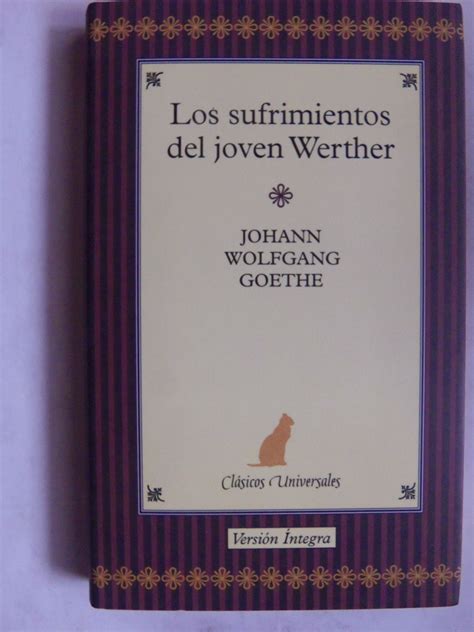 Los sufrimientos
del joven Werther
JOHANN
WOLFGANG
GOETHE
Clásicos Universales
Versión Íntegra